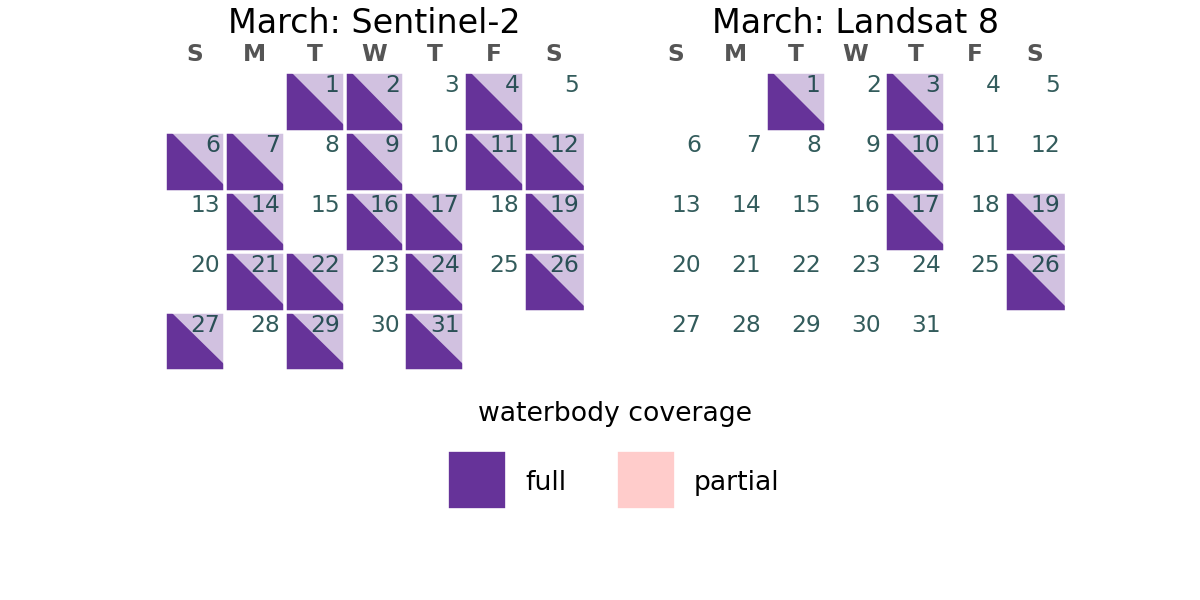 March: Sentinel-2
S M T W T F S
1 2 3 4 5
6 7 8 9 10 11 12
13 14 15 16 17 18 19
20 21 22 23 24 25 26
27 28 29 30 31
March: Landsat 8
S M T W T F S
1 2 3 4 5
6 7 8 9 10 11 12
13 14 15 16 17 18 19
20 21 22 23 24 25 26
27 28 29 30 31
waterbody coverage
full
partial